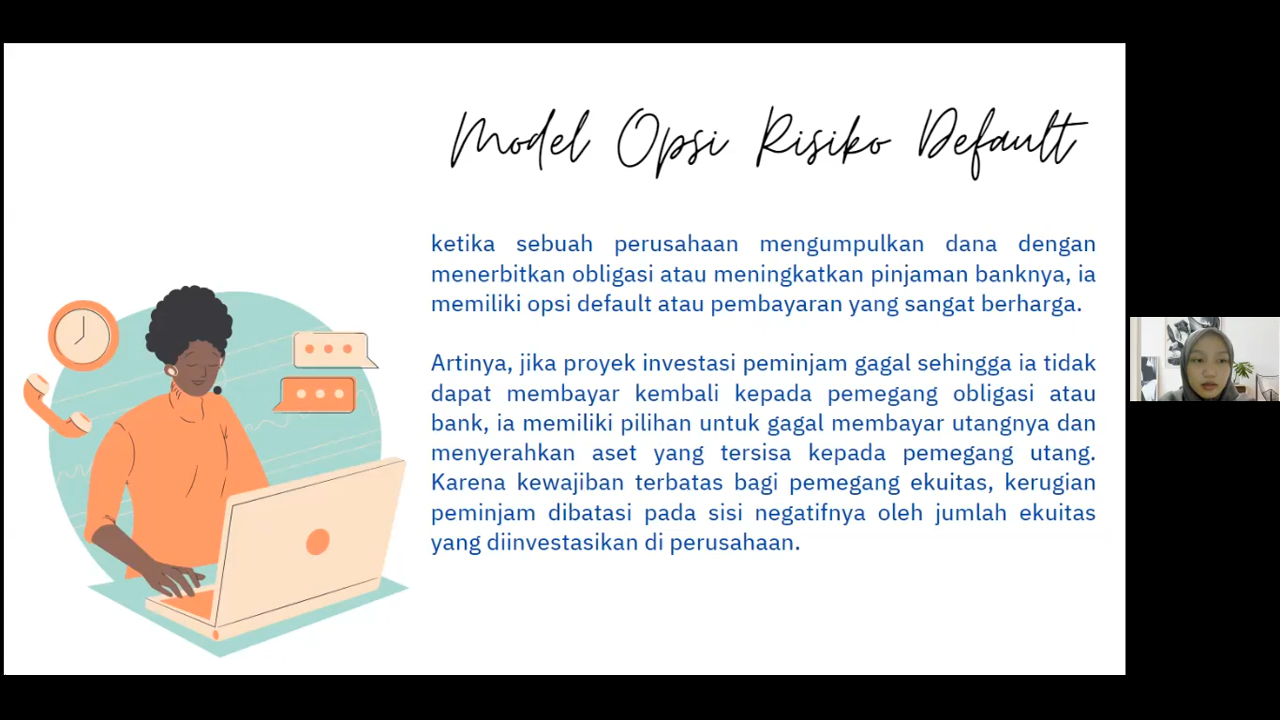 Model Opsi Risiko Default
ketika sebuah perusahaan mengumpulkan dana dengan
menerbitkan obligasi atau meningkatkan pinjaman banknya, ia
memiliki opsi default atau pembayaran yang sangat berharga.
Artinya, jika proyek investasi peminjam gagal sehingga ia tidak
dapat membayar kembali kepada pemegang obligasi atau
bank, ia memiliki pilihan untuk gagal membayar utangnya dan
menyerahkan aset yang tersisa kepada pemegang utang.
Karena kewajiban terbatas bagi pemegang ekuitas, kerugian
peminjam dibatasi pada sisi negatifnya oleh jumlah ekuitas
yang diinvestasikan di perusahaan.